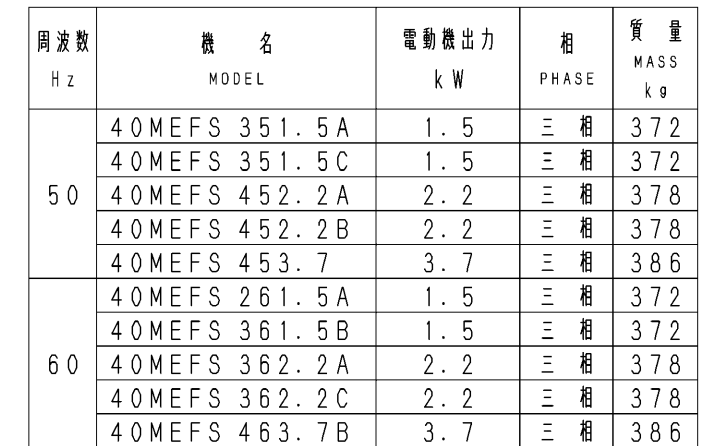 周波数 機 名 電動機出力 相 質 量
Hz MODEL kW PHASE MASS
kg
40MEFS 351.5A 1.5 三 相 372
40MEFS 351.5C 1.5 三 相 372
50 40MEFS 452.2A 2.2 三 相 378
40MEFS 452.2B 2.2 三 相 378
40MEFS 453.7 3.7 三 相 386
40MEFS 261.5A 1.5 三 相 372
40MEFS 361.5B 1.5 三 相 372
60 40MEFS 362.2A 2.2 三 相 378
40MEFS 362.2C 2.2 三 相 378
40MEFS 463.7B 3.7 三 相 386